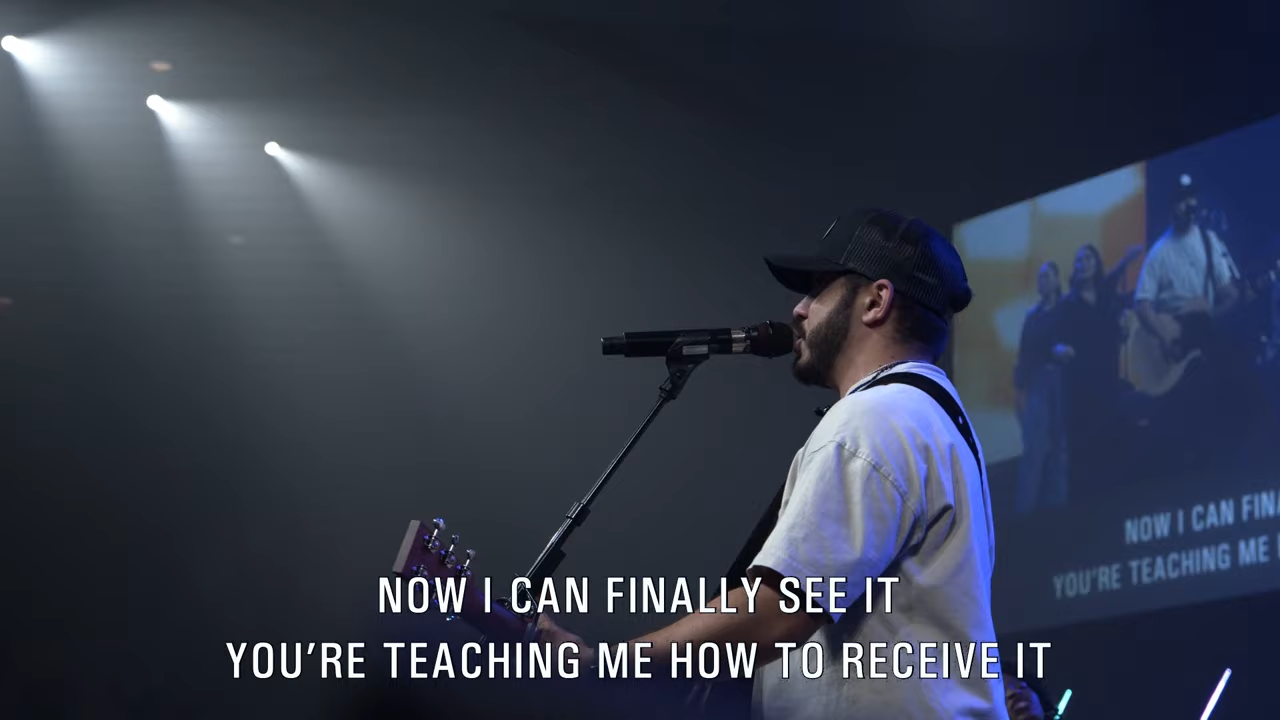 NOW I CAN FINALLY SEE IT
YOU'RE TEACHING ME HOW TO RECEIVE IT
NOW I CAN FINA
YOU'RE TEACHING ME